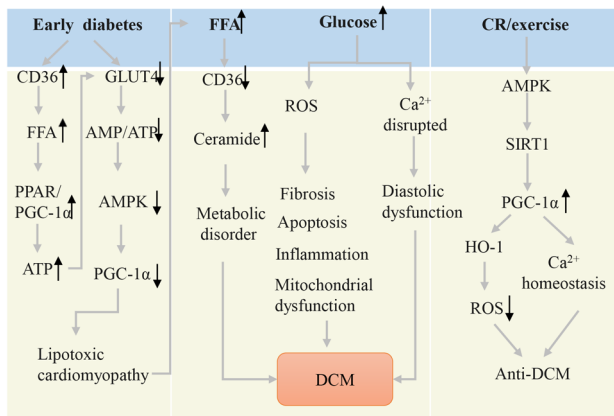 Early diabetes
CD36↑
GLUT4↓
FFA↑
AMP/ATP↓
PPAR/
PGC-1α↑
AMPK↓
ATP↑
PGC-1α↓
Lipotoxic
cardiomyopathy
FFA↑
Glucose↑
CD36↓
ROS
Ca²⁺
disrupted
Ceramide↑
Metabolic
disorder
Fibrosis
Apoptosis
Inflammation
Mitochondrial
dysfunction
Diastolic
dysfunction
DCM
CR/exercise
AMPK
SIRT1
PGC-1α↑
HO-1
Ca²⁺
homeostasis
ROS↓
Anti-DCM